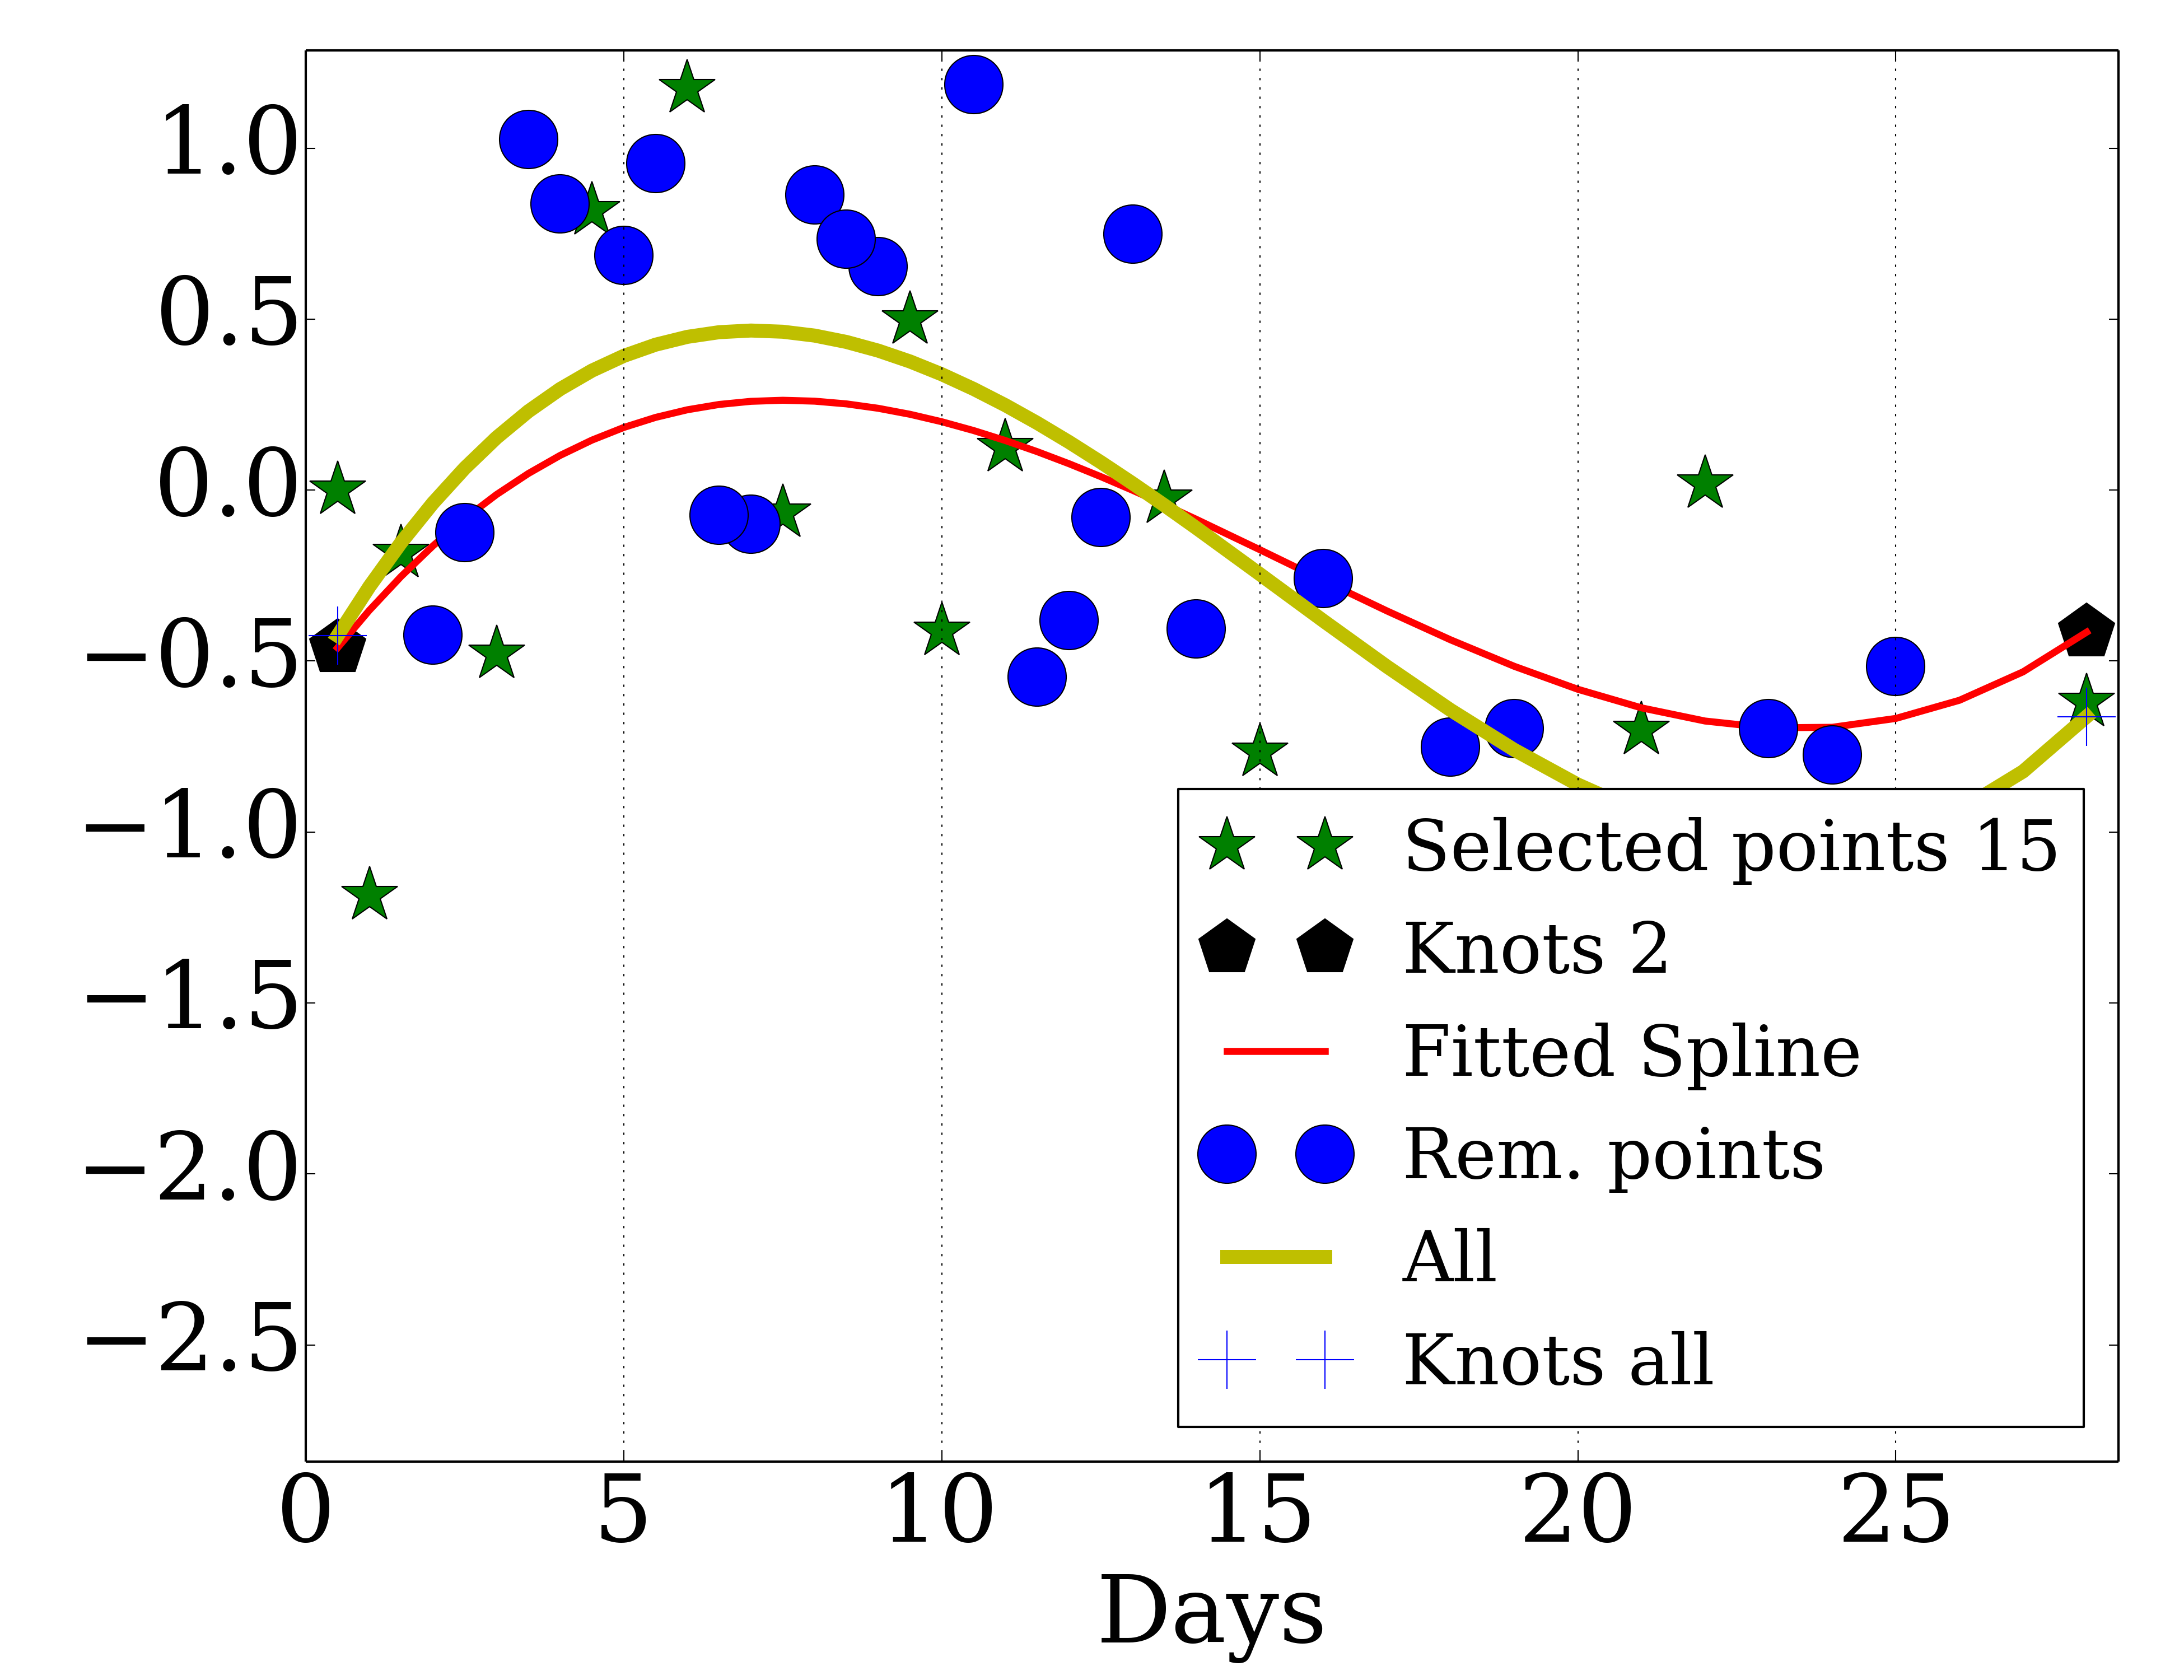 1.0
0.5
0.0
−0.5
−1.0
−1.5
−2.0
−2.5
Selected points 15
Knots 2
Fitted Spline
Rem. points
All
Knots all
0 5 10 15 20 25
Days